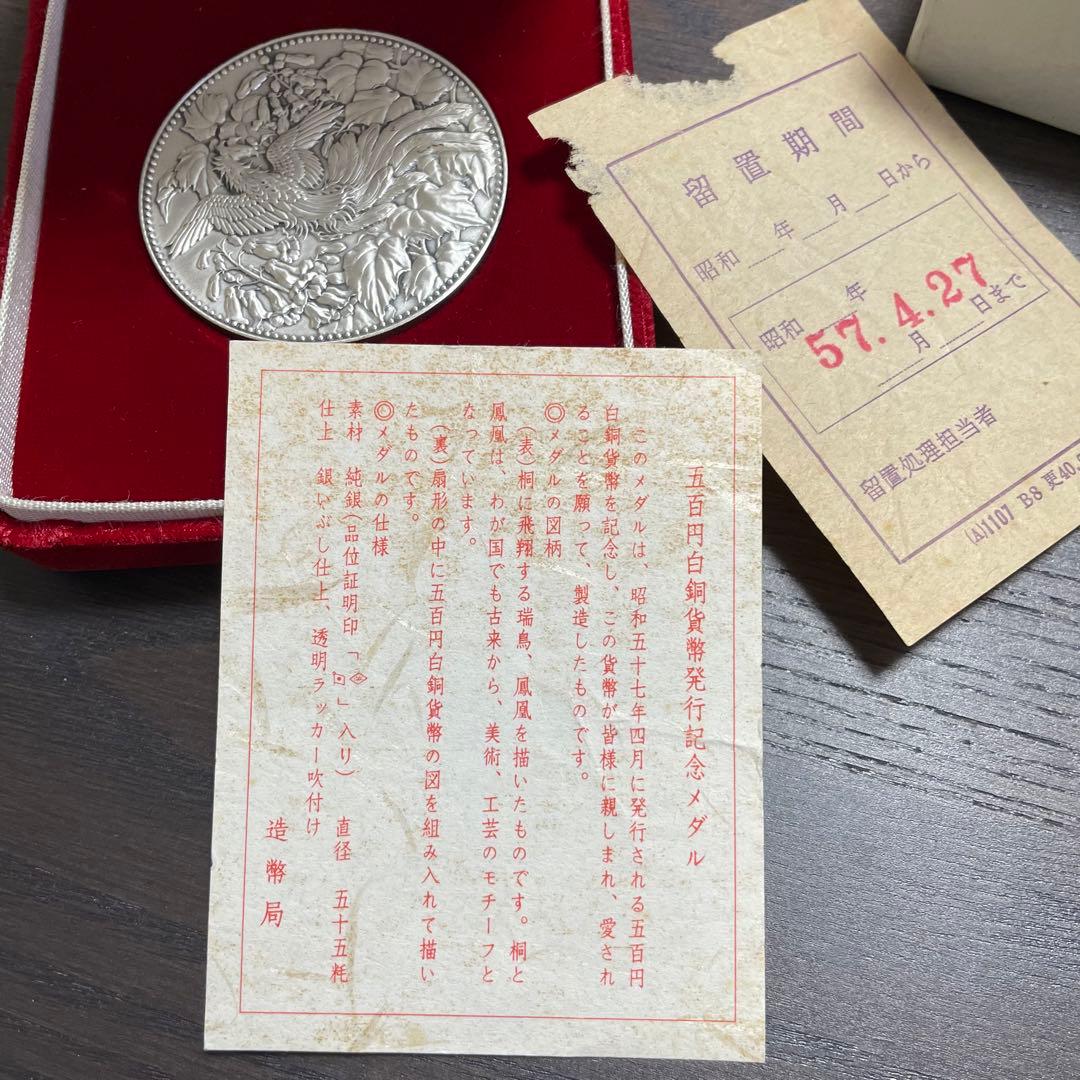 五百円白銅貨幣発行記念メダル
このメダルは、昭和五十七年四月に発行される五百円
白銅貨幣を記念し、この貨幣が皆様に親しまれ、愛され
ることを願って、製造したものです。
◎メダルの図柄
(表)桐に飛翔する瑞鳥、鳳凰を描いたものです。桐と
鳳凰は、わが国でも古来から、美術、工芸のモチーフと
なっています。
(裏)扇形の中に五百円白銅貨幣の図を組み入れて描い
たものです。
◎メダルの仕様
素材 純銀(品位証明印「」入り) 直径 五十五粍
仕上 銀いぶし仕上、透明ラッカー吹付け
造幣局
留置期間
昭和 年 月 日から
昭和 年 月 日まで
57.4.27
留置処理担当者
(A)1107 B8 更40.